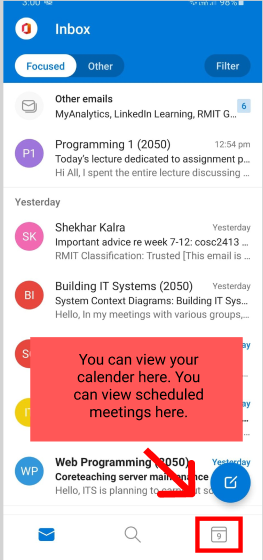 3:00
98%
Inbox
Focused Other Filter
Other emails
MyAnalytics, LinkedIn Learning, RMIT G... 6
P1 Programming 1 (2050) 12:54 pm
Today's lecture dedicated to assignment p...
Hi All, I spent the entire lecture discussing ...
Yesterday
SK Shekhar Kalra Yesterday
Important advice re week 7-12: cosc2413 ...
RMIT Classification: Trusted [This email is ...
BI Building IT Systems (2050) Yesterday
System Context Diagrams: Building IT Sys...
Hello, In my meetings with various groups,...
You can view your
calender here. You
can view scheduled
meetings here.
WP Web Programming (2050) Yesterday
Coreteaching server maintenance
Hello, ITS is planning to carry out
9